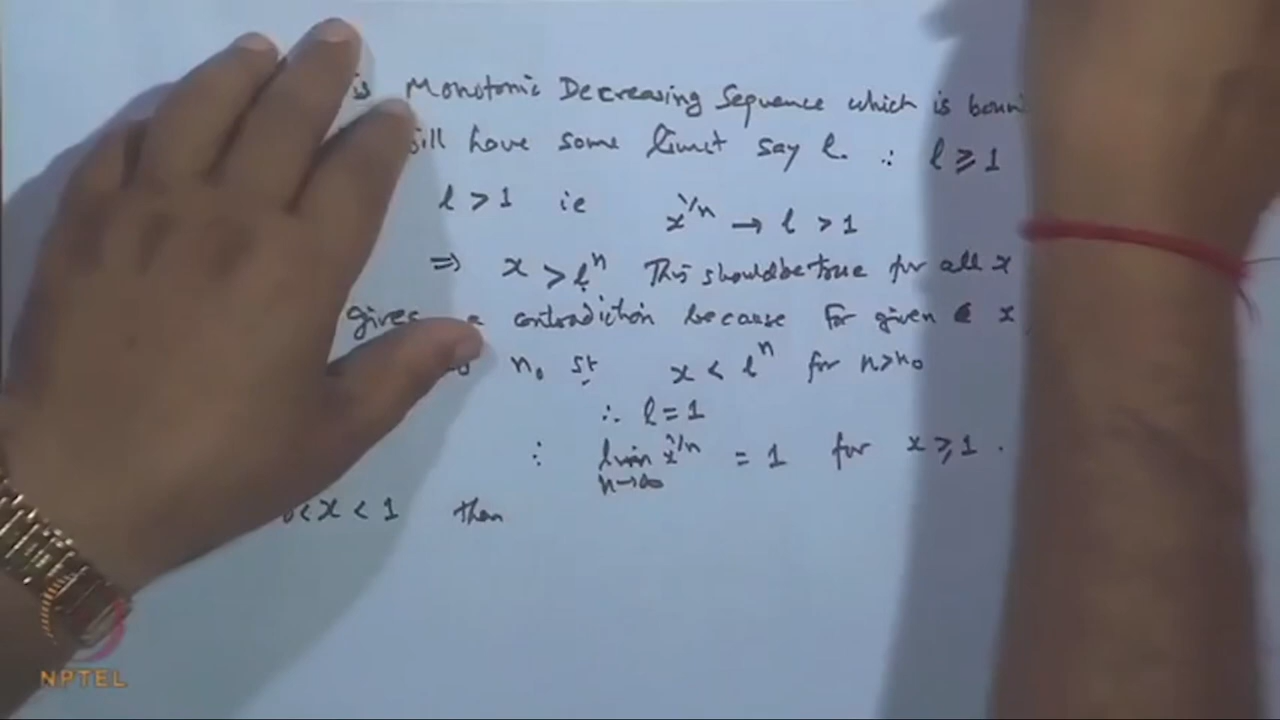 is Monotonic Decreasing Sequence which is
have some limit say l. ∴ l ≥ 1
l > 1 ie x^{1/n} → l > 1
⇒ x > l^n This should be true for all x
gives a contradiction because For given x
n₀ st x < l^n for n > n₀
∴ l = 1
∴ lim_{n→∞} x^{1/n} = 1 for x ≥ 1.
0 < x < 1 then
NPTEL